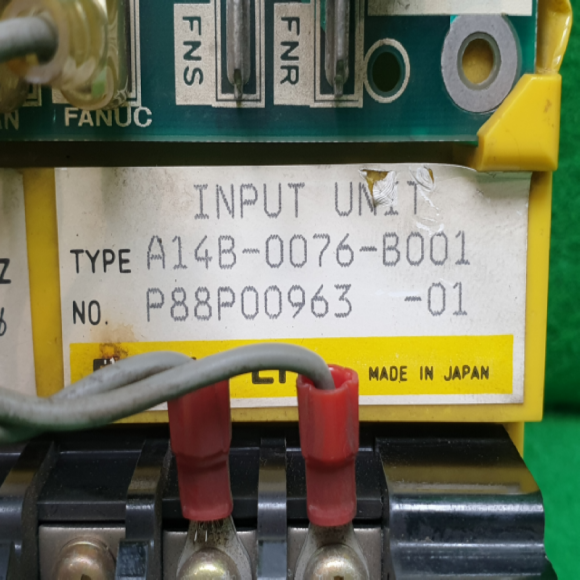 FNS
FNR
FANUC
INPUT UNIT
TYPE A14B-0076-B001
NO. P88P00963 -01
MADE IN JAPAN